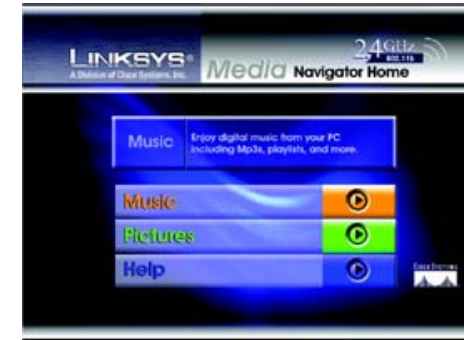 LINKSYS®
A Division of Cisco Systems, Inc.
Media Navigator Home
2,4GHz
802.11b
Music
Enjoy digital music from your PC
including Mp3s, playlists, and more.
Music
Pictures
Help
CISCO SYSTEMS